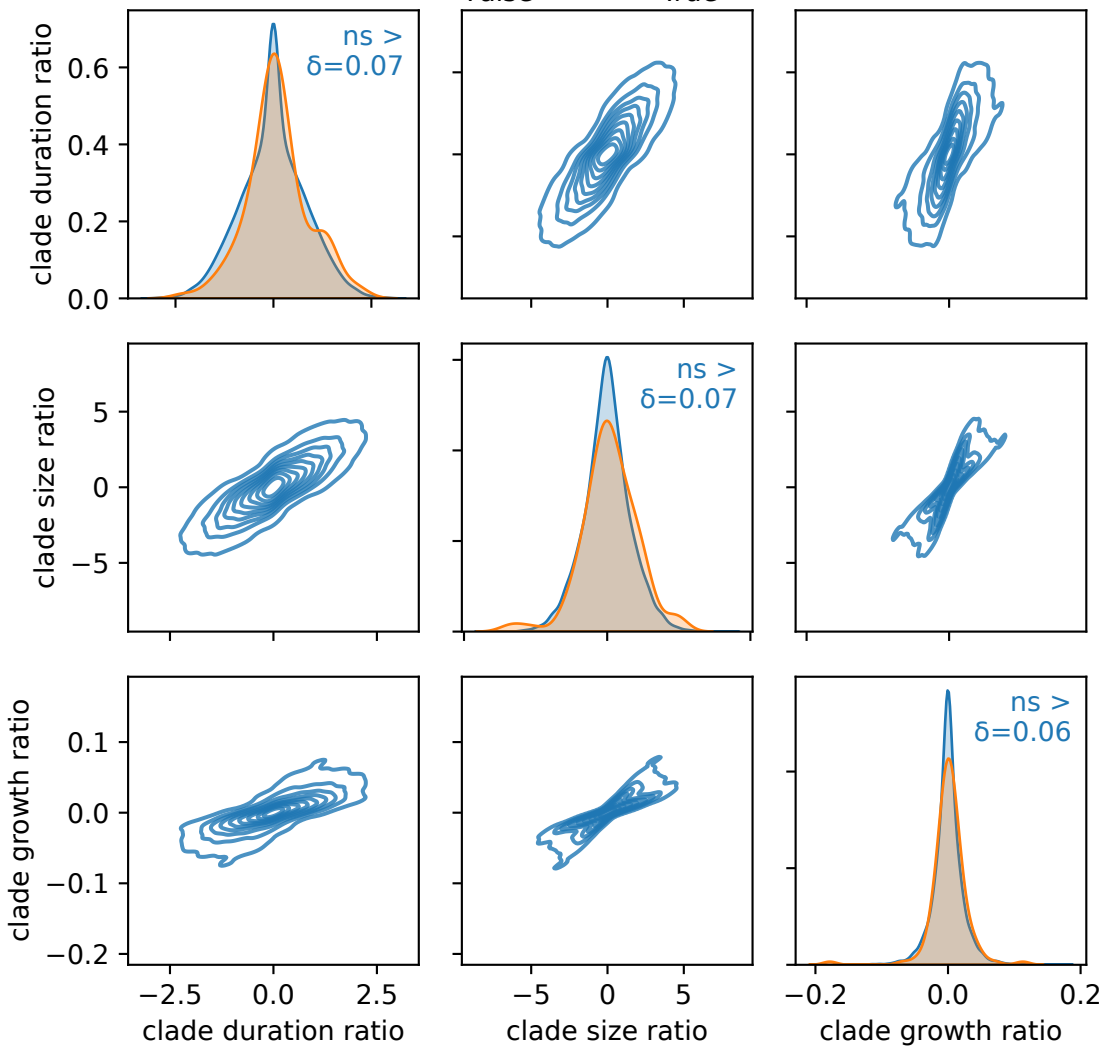 clade duration ratio
0.6
0.4
0.2
0.0
ns >
δ=0.07
clade size ratio
5
0
−5
ns >
δ=0.07
clade growth ratio
0.1
0.0
−0.1
−0.2
ns >
δ=0.06
−2.5 0.0 2.5
−5 0 5
−0.2 0.0 0.2
clade duration ratio
clade size ratio
clade growth ratio